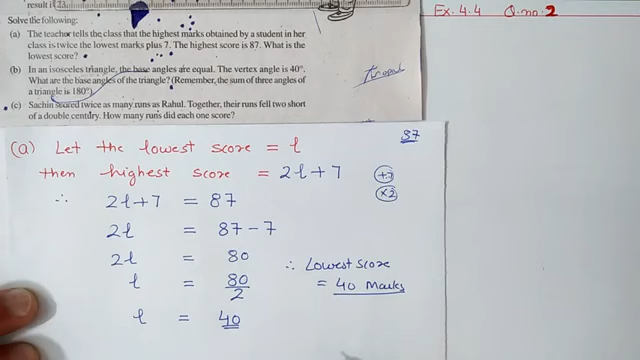 result is 23.
Ex. 4.4 Q.no. 2
Solve the following:
(a) The teacher tells the class that the highest marks obtained by a student in her
class is twice the lowest marks plus 7. The highest score is 87. What is the
lowest score?
(b) In an isosceles triangle, the base angles are equal. The vertex angle is 40°.
What are the base angles of the triangle? (Remember, the sum of three angles of
a triangle is 180°).
(c) Sachin scored twice as many runs as Rahul. Together, their runs fell two short
of a double century. How many runs did each one score?
(a) Let the lowest score = l
87
then highest score = 2l+7
+7
∴ 2l+7 = 87
×2
2l = 87-7
2l = 80
∴ Lowest score
l = 80/2
= 40 Marks
l = 40